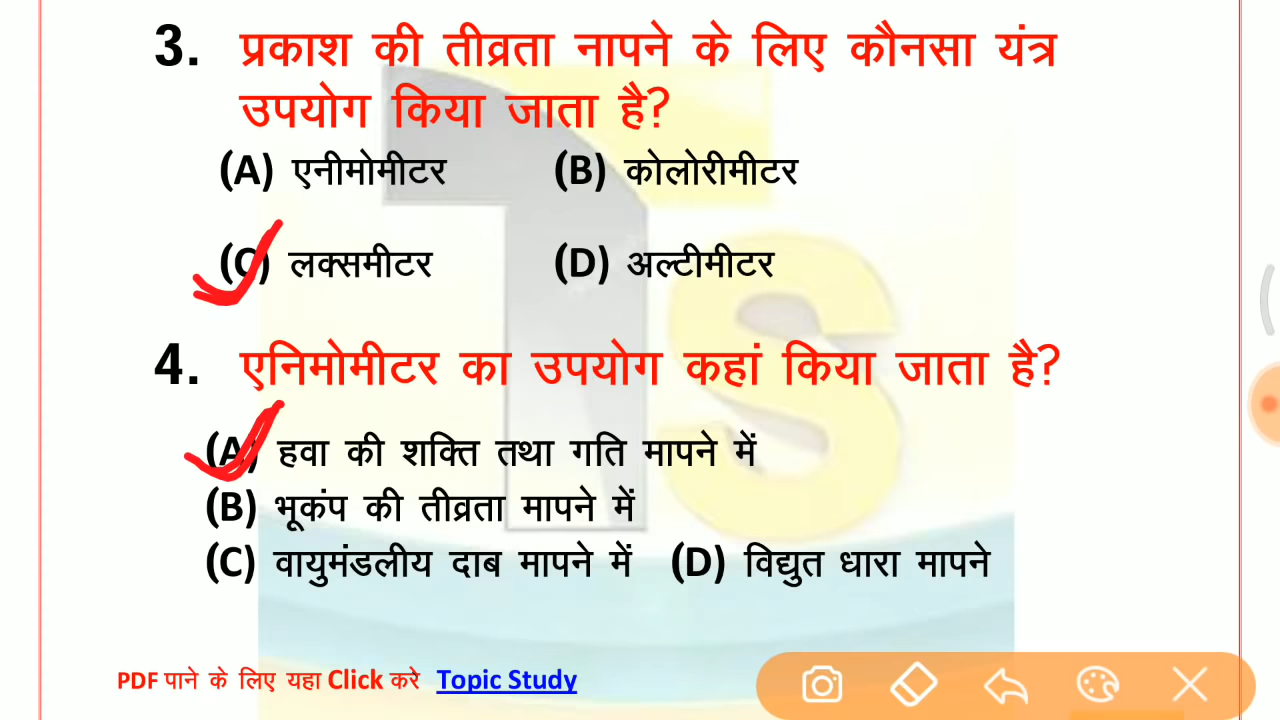 3. प्रकाश की तीव्रता नापने के लिए कौनसा यंत्र
उपयोग किया जाता है?
(A) एनीमोमीटर (B) कोलोरीमीटर
(C) लक्समीटर (D) अल्टीमीटर
4. एनिमोमीटर का उपयोग कहां किया जाता है?
(A) हवा की शक्ति तथा गति मापने में
(B) भूकंप की तीव्रता मापने में
(C) वायुमंडलीय दाब मापने में (D) विद्युत धारा मापने
PDF पाने के लिए यहा Click करे Topic Study